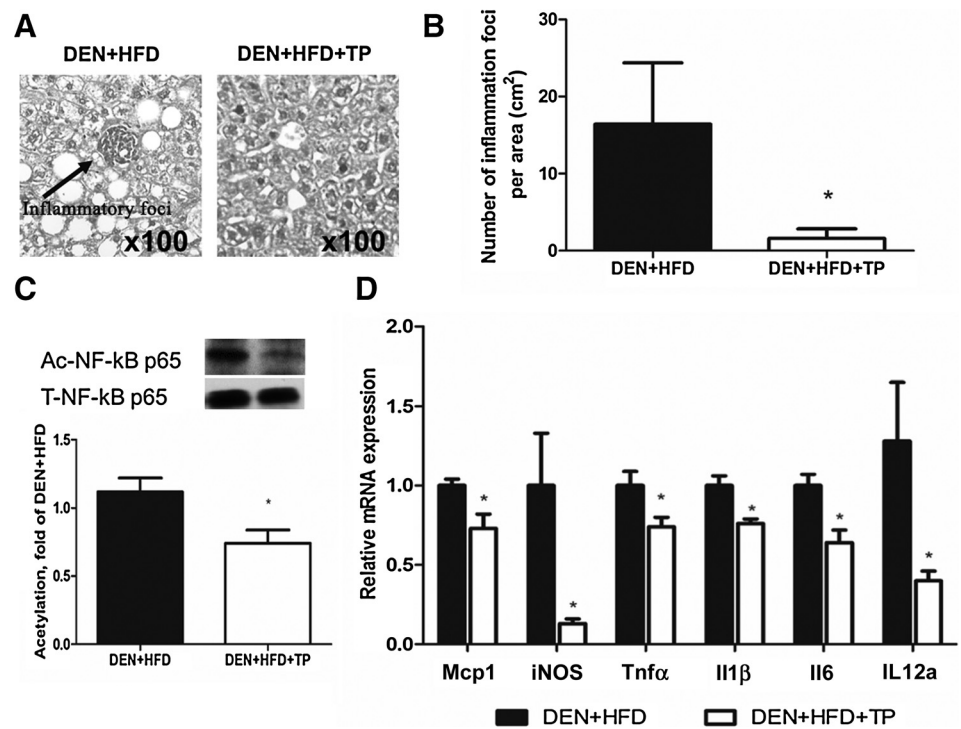 A
DEN+HFD
DEN+HFD+TP
Inflammatory foci
x100
x100
B
Number of inflammation foci
per area (cm²)
30
20
10
0
DEN+HFD
DEN+HFD+TP
*
C
Ac-NF-kB p65
T-NF-kB p65
Acetylation, fold of DEN+HFD
1.5
1.0
0.5
0.0
*
DEN+HFD
DEN+HFD+TP
D
Relative mRNA expression
2.0
1.5
1.0
0.5
0.0
* * * * * *
Mcp1 iNOS Tnfα Il1β Il6 IL12a
DEN+HFD DEN+HFD+TP